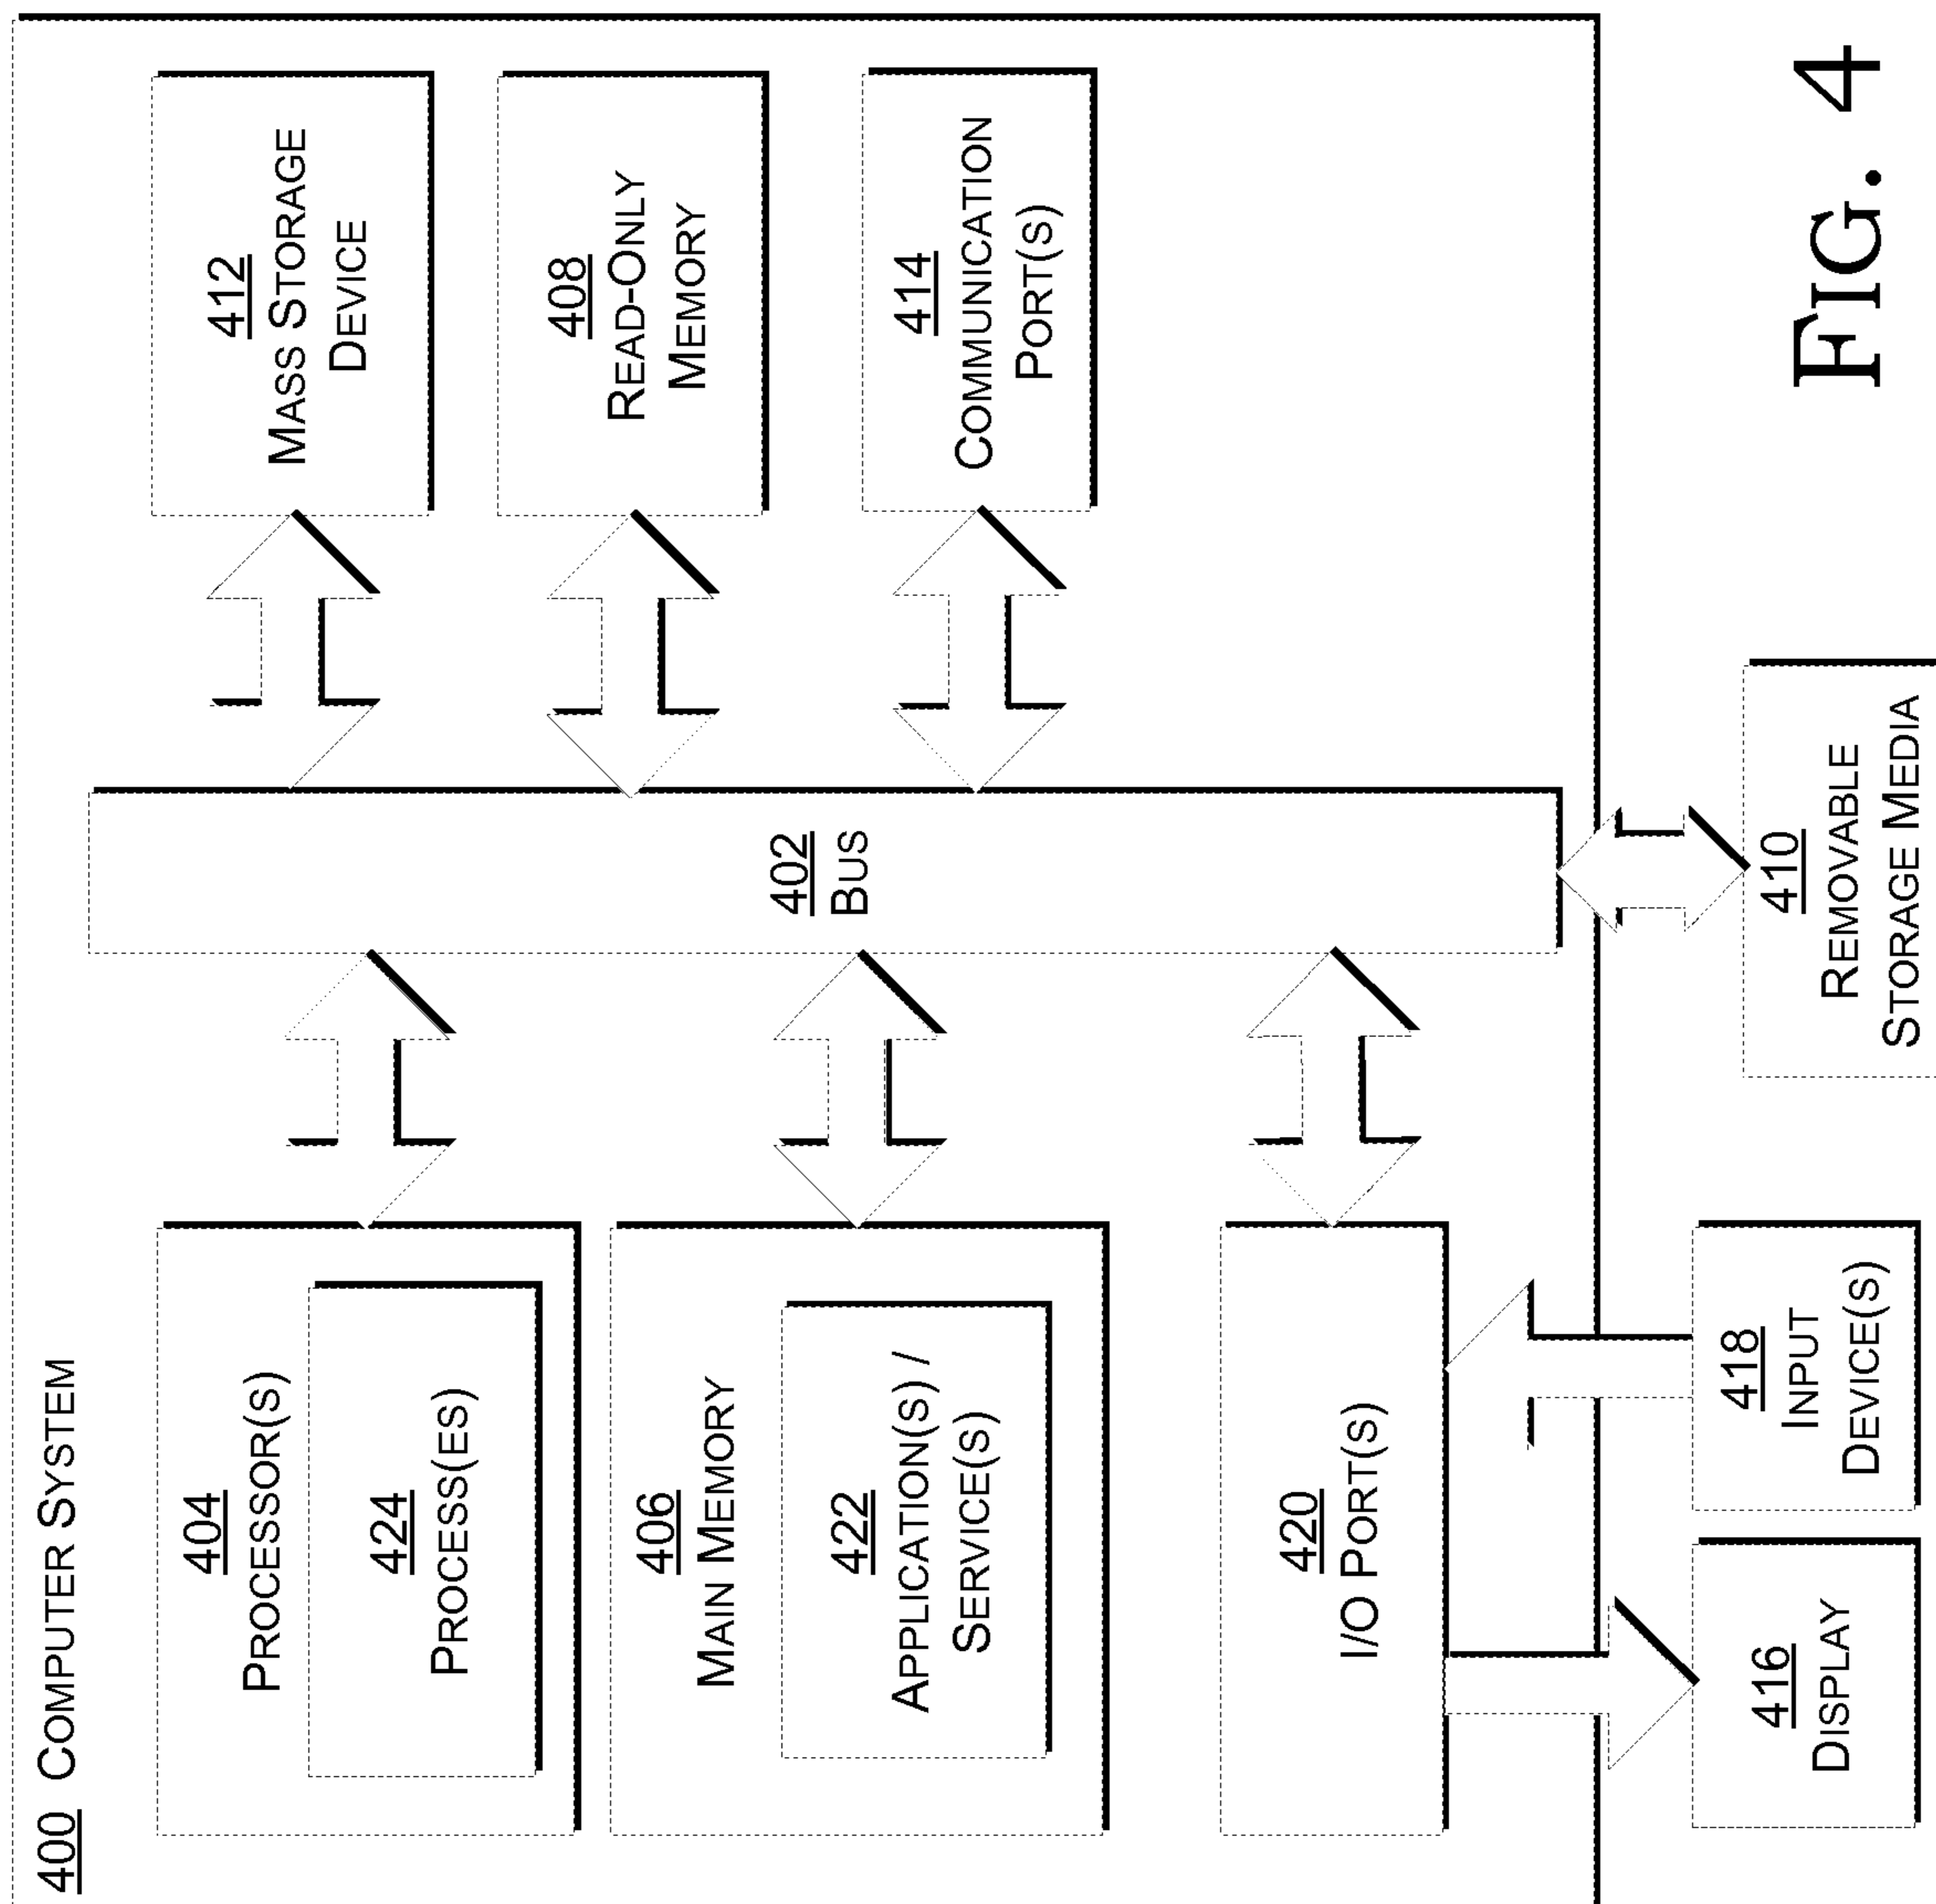 400 COMPUTER SYSTEM
404
PROCESSOR(S)
424
PROCESS(ES)
406
MAIN MEMORY
422
APPLICATION(S) /
SERVICE(S)
420
I/O PORT(S)
402
BUS
412
MASS STORAGE
DEVICE
408
READ-ONLY
MEMORY
414
COMMUNICATION
PORT(S)
416
DISPLAY
418
INPUT
DEVICE(S)
410
REMOVABLE
STORAGE MEDIA
FIG. 4